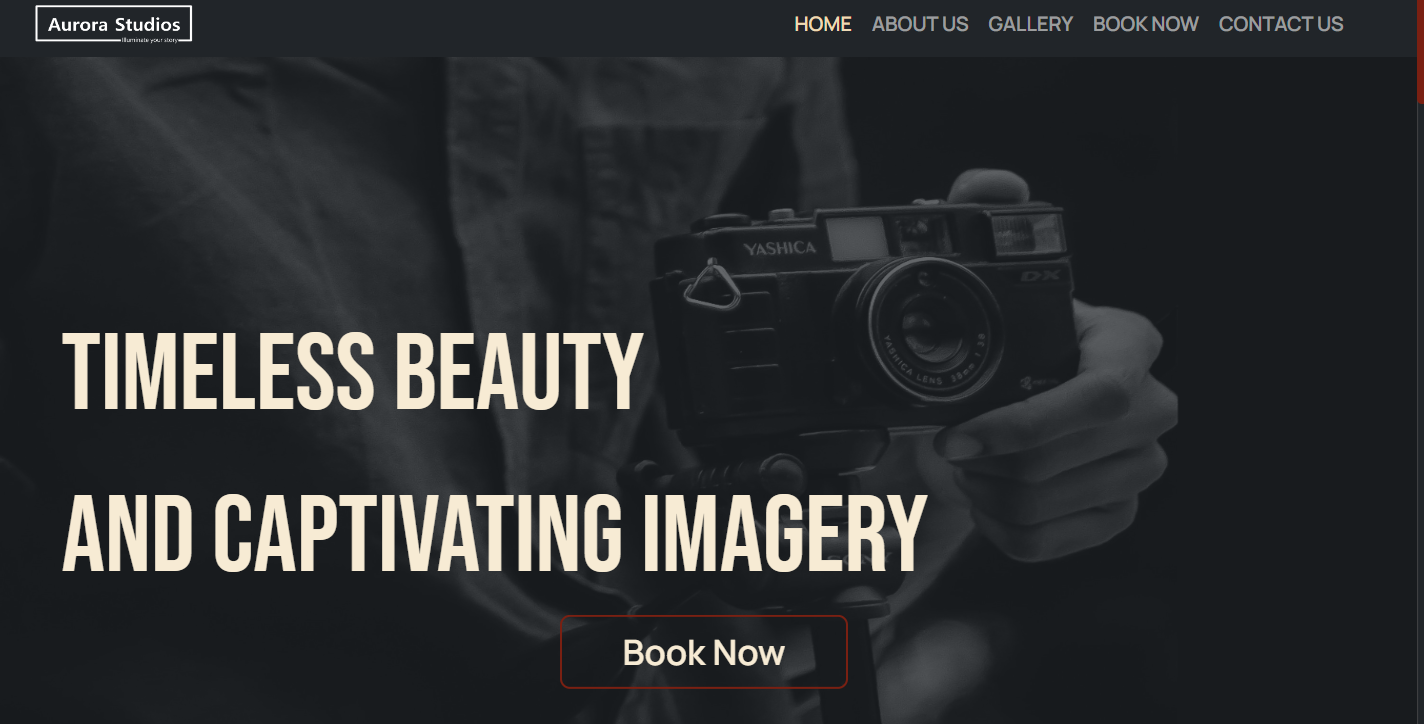 Aurora Studios
Illuminate your story
HOME ABOUT US GALLERY BOOK NOW CONTACT US
YASHICA
DX
YASHICA LENS 38mm 1:2.8
TIMELESS BEAUTY
AND CAPTIVATING IMAGERY
SONY
Book Now